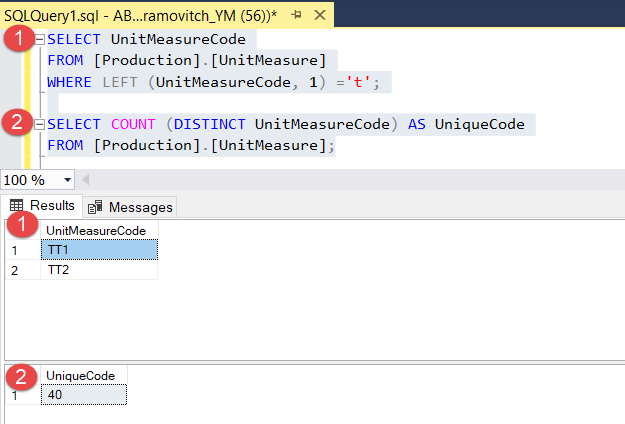 SQLQuery1.sql - AB...ramovitch_YM (56))*
1
SELECT UnitMeasureCode
FROM [Production].[UnitMeasure]
WHERE LEFT (UnitMeasureCode, 1) ='t';
2
SELECT COUNT (DISTINCT UnitMeasureCode) AS UniqueCode
FROM [Production].[UnitMeasure];
100 %
Results Messages
1
UnitMeasureCode
1 TT1
2 TT2
2
UniqueCode
1 40